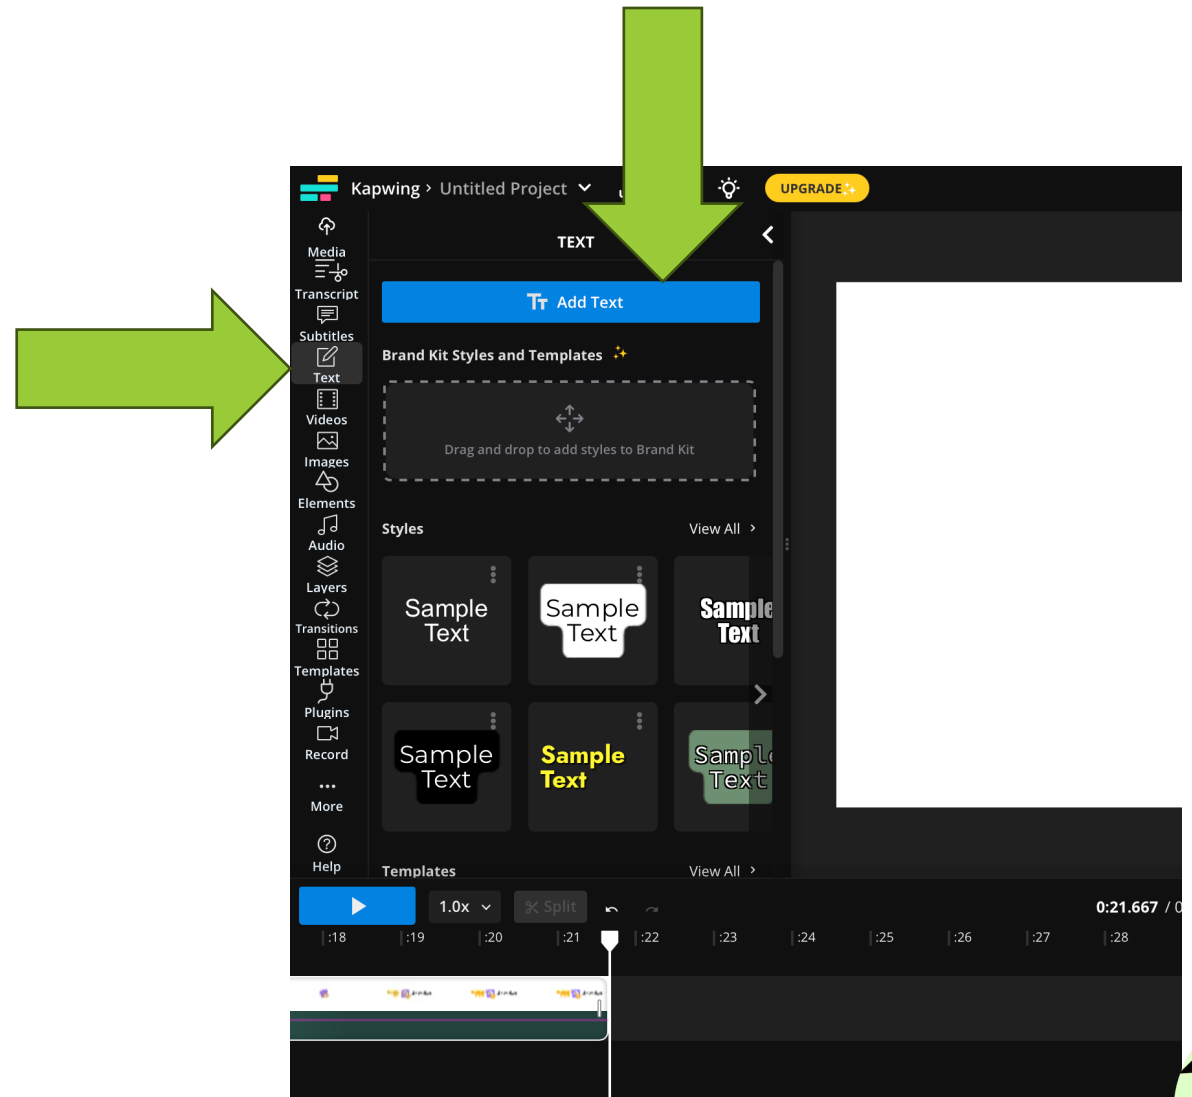 Kapwing › Untitled Project
UPGRADE
Media
Transcript
Subtitles
Text
Videos
Images
Elements
Audio
Layers
Transitions
Templates
Plugins
Record
More
Help
TEXT
Add Text
Brand Kit Styles and Templates
Drag and drop to add styles to Brand Kit
Styles
View All ›
Sample
Text
Sample
Text
Sample
Text
Sample
Text
Sample
Text
Sample
Text
Templates
View All ›
1.0x
Split
0:21.667 / 0
:18
:19
:20
:21
:22
:23
:24
:25
:26
:27
:28